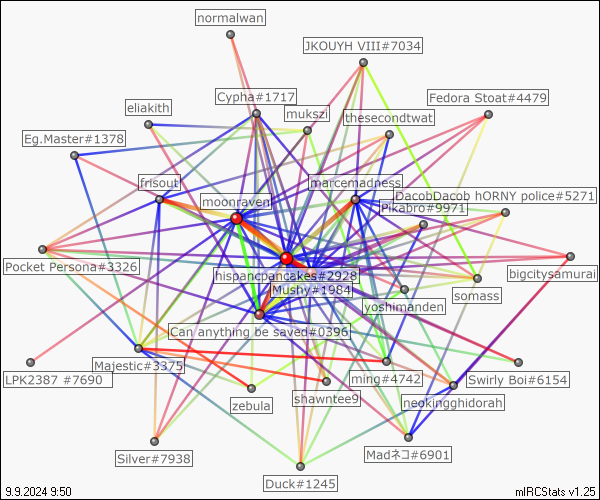 normalwan
JKOUYH VIII#7034
Cypha#1717
Fedora Stoat#4479
eliakith
mukszi
thesecondtwat
Eg.Master#1378
frisout
marcemadness
moonraven
DacobDacob hORNY police#5271
Pikabro#9971
Pocket Persona#3326
hispancpancakes#2928
bigcitysamurai
Mushy#1984
somass
yoshimanden
Can anything be saved#0396
Majestic#3375
LPK2387 #7690
ming#4742
Swirly Boi#6154
shawntee9
neokingghidorah
zebula
Silver#7938
Madネコ#6901
Duck#1245
9.9.2024 9:50
mIRCStats v1.25